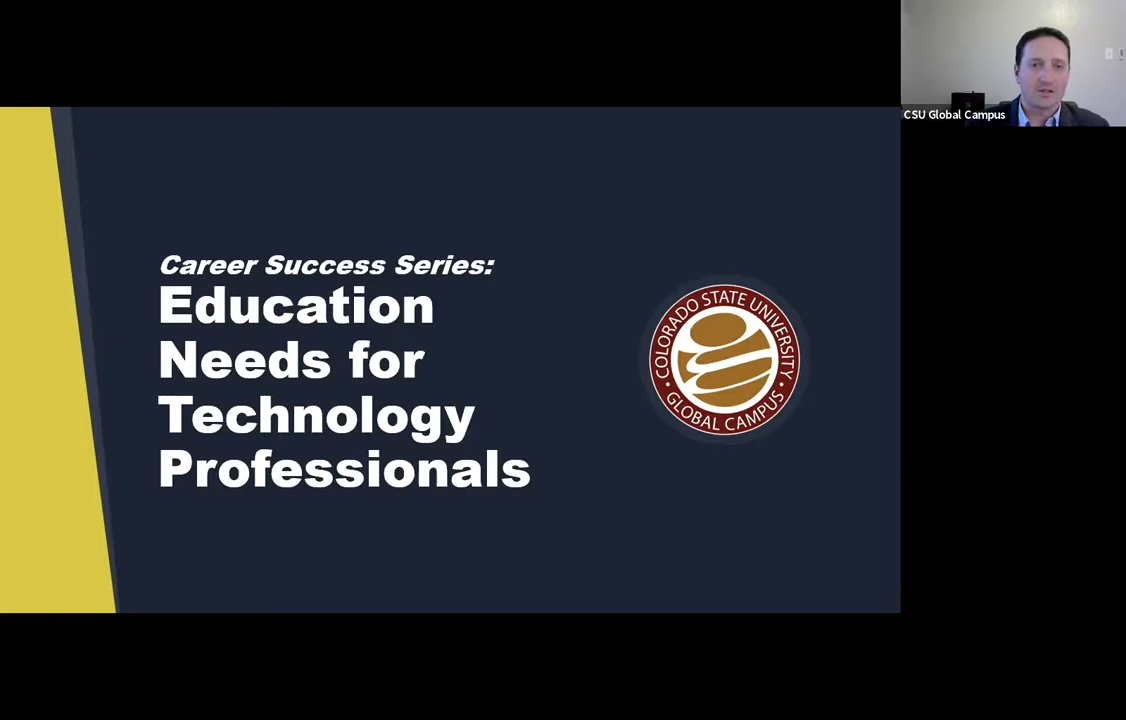 CSU Global Campus
Career Success Series:
Education
Needs for
Technology
Professionals
COLORADO STATE UNIVERSITY
• GLOBAL CAMPUS •